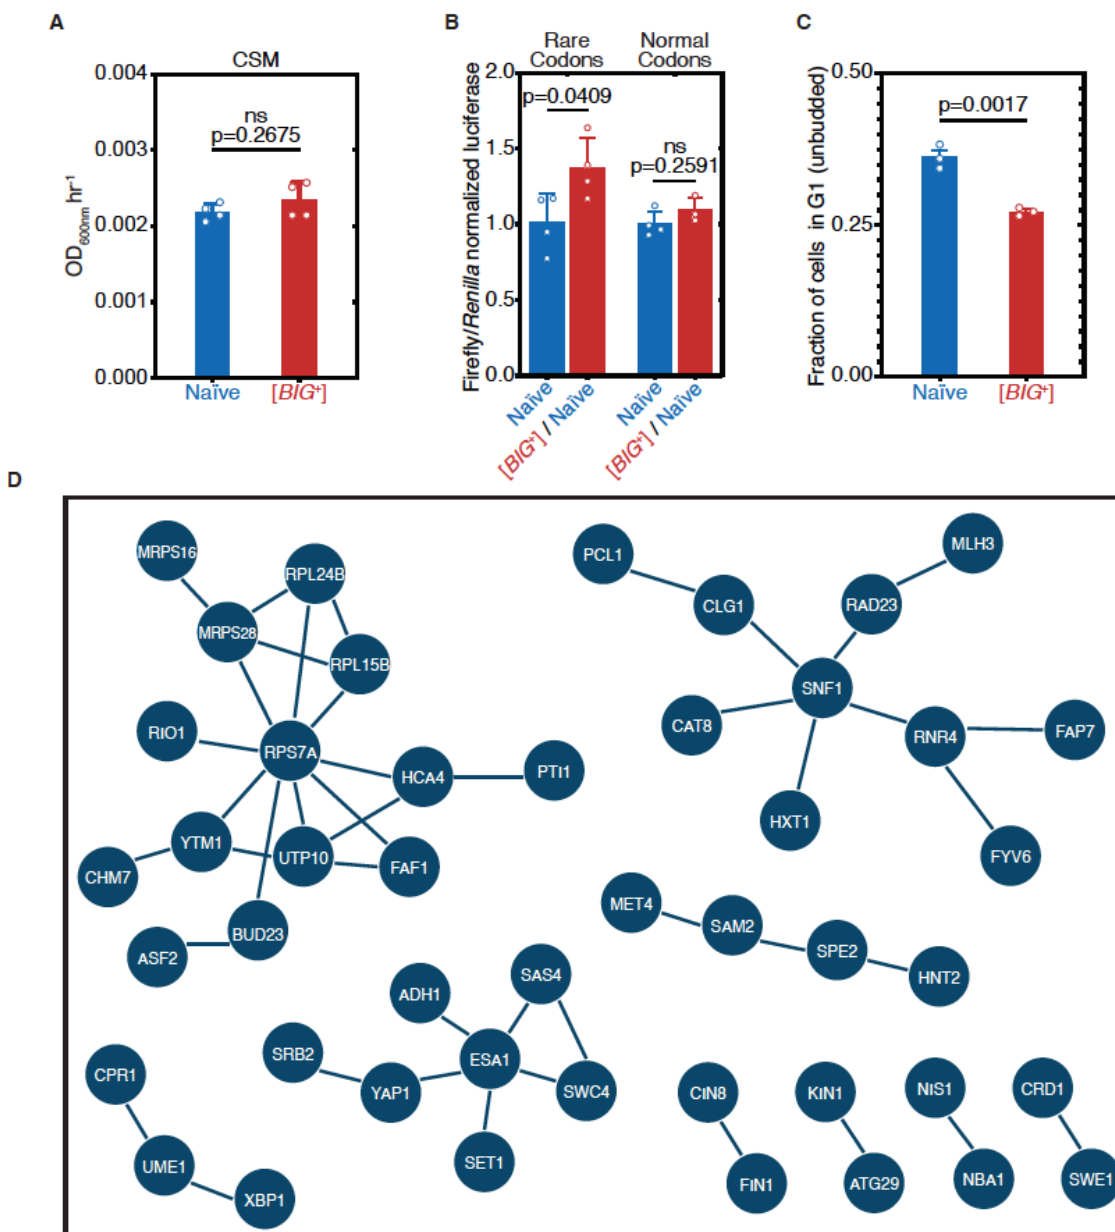 A
CSM
0.004
0.003
0.002
0.001
0.000
OD600nm hr-1
ns
p=0.2675
Naïve
[BIG+]
B
Rare Codons
Normal Codons
2.0
1.5
1.0
0.5
0.0
Firefly/Renilla normalized luciferase
p=0.0409
ns
p=0.2591
Naïve
[BIG+] / Naïve
Naïve
[BIG+] / Naïve
C
0.50
0.25
0.00
Fraction of cells in G1 (unbudded)
p=0.0017
Naïve
[BIG+]
D
MRPS16
RPL24B
MRPS28
RPL15B
RIO1
RPS7A
HCA4
PTI1
YTM1
UTP10
FAF1
CHM7
BUD23
ASF2
PCL1
CLG1
MLH3
RAD23
SNF1
CAT8
RNR4
FAP7
HXT1
FYV6
MET4
SAM2
SPE2
HNT2
ADH1
SAS4
SRB2
ESA1
YAP1
SWC4
SET1
CPR1
UME1
XBP1
CIN8
FIN1
KIN1
ATG29
NIS1
NBA1
CRD1
SWE1